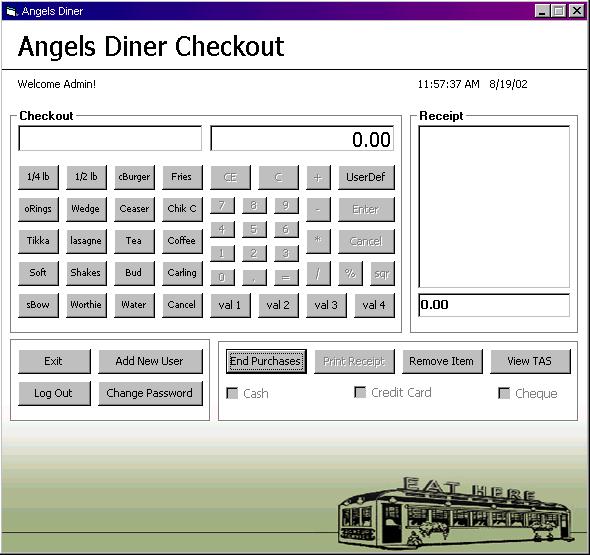 Angels Diner
Angels Diner Checkout
Welcome Admin!
11:57:37 AM 8/19/02
Checkout
Receipt
0.00
1/4 lb 1/2 lb cBurger Fries CE C + UserDef
oRings Wedge Ceaser Chik C 7 8 9 - Enter
4 5 6
Tikka lasagne Tea Coffee * Cancel
1 2 3
Soft Shakes Bud Carling 0 . = / % sqr
sBow Worthie Water Cancel val 1 val 2 val 3 val 4
0.00
Exit Add New User
Log Out Change Password
End Purchases Print Receipt Remove Item View TAS
Cash Credit Card Cheque
EAT HERE